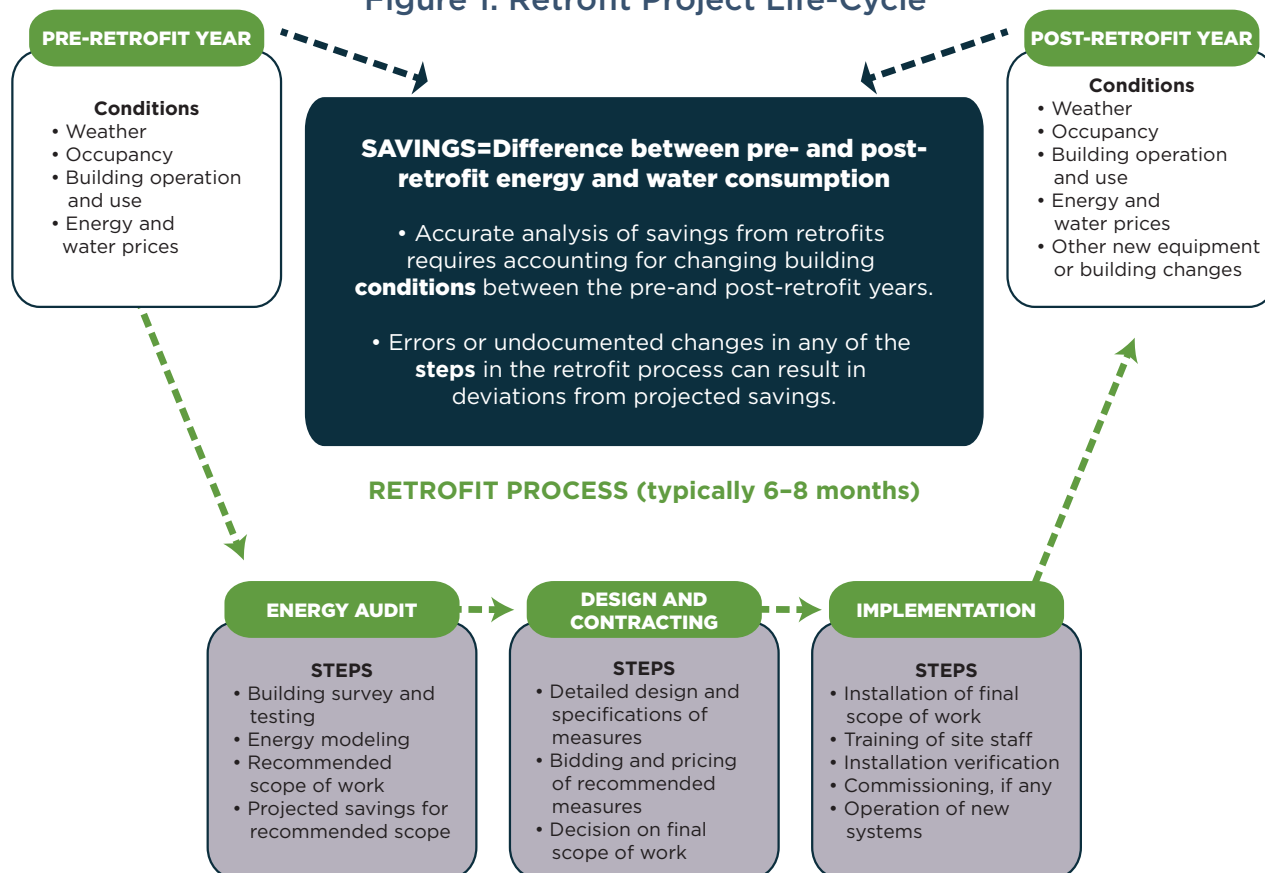 Figure 1. Retrofit Project Life-Cycle
PRE-RETROFIT YEAR
Conditions
• Weather
• Occupancy
• Building operation
and use
• Energy and
water prices
POST-RETROFIT YEAR
Conditions
• Weather
• Occupancy
• Building operation
and use
• Energy and
water prices
• Other new equipment
or building changes
SAVINGS=Difference between pre- and post-
retrofit energy and water consumption
• Accurate analysis of savings from retrofits
requires accounting for changing building
conditions between the pre-and post-retrofit years.
• Errors or undocumented changes in any of the
steps in the retrofit process can result in
deviations from projected savings.
RETROFIT PROCESS (typically 6–8 months)
ENERGY AUDIT
STEPS
• Building survey and
testing
• Energy modeling
• Recommended
scope of work
• Projected savings for
recommended scope
DESIGN AND
CONTRACTING
STEPS
• Detailed design and
specifications of
measures
• Bidding and pricing
of recommended
measures
• Decision on final
scope of work
IMPLEMENTATION
STEPS
• Installation of final
scope of work
• Training of site staff
• Installation verification
• Commissioning, if any
• Operation of new
systems